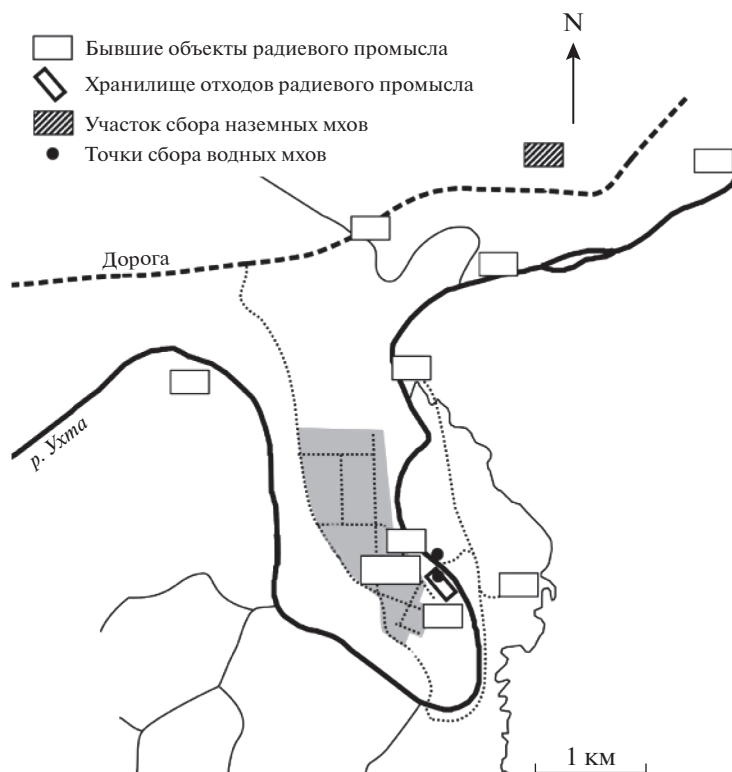 N
Бывшие объекты радиевого промысла
Хранилище отходов радиевого промысла
Участок сбора наземных мхов
Точки сбора водных мхов
Дорога
р. Ухта
1 км